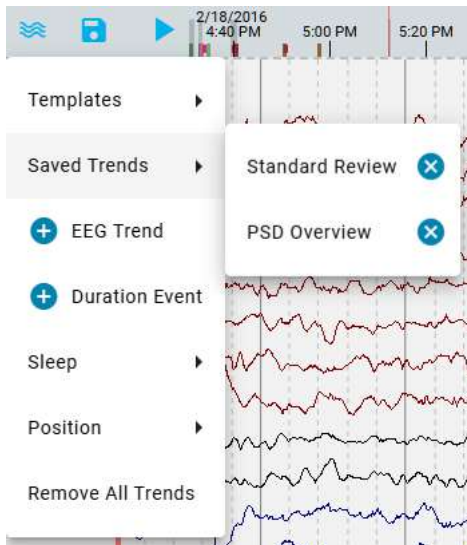 2/18/2016
4:40 PM
5:00 PM
5:20 PM
Templates
Saved Trends
Standard Review
EEG Trend
PSD Overview
Duration Event
Sleep
Position
Remove All Trends